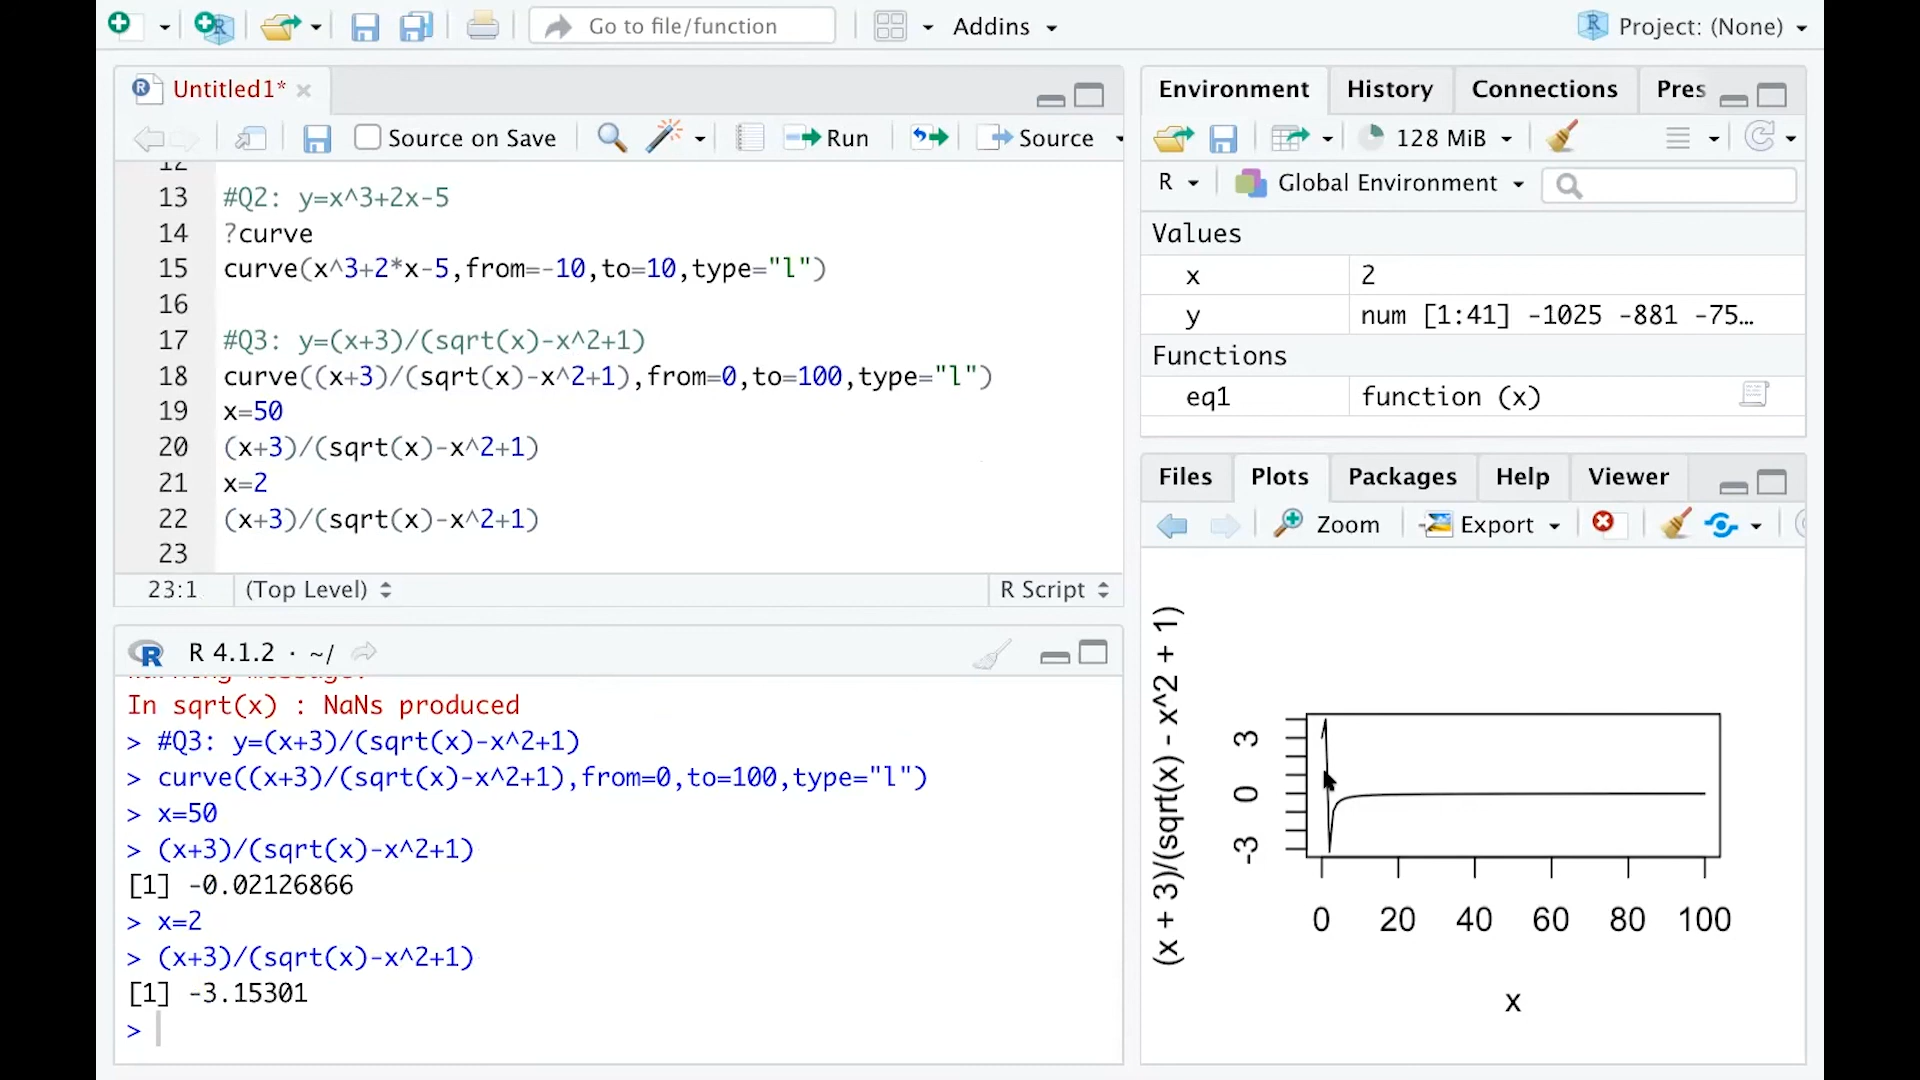 Go to file/function
Addins
Project: (None)
Untitled1*
Source on Save
Run
Source
12
13 #Q2: y=x^3+2x-5
14 ?curve
15 curve(x^3+2*x-5,from=-10,to=10,type="l")
16
17 #Q3: y=(x+3)/(sqrt(x)-x^2+1)
18 curve((x+3)/(sqrt(x)-x^2+1),from=0,to=100,type="l")
19 x=50
20 (x+3)/(sqrt(x)-x^2+1)
21 x=2
22 (x+3)/(sqrt(x)-x^2+1)
23
23:1
(Top Level)
R Script
R 4.1.2 · ~/
Warning message:
In sqrt(x) : NaNs produced
> #Q3: y=(x+3)/(sqrt(x)-x^2+1)
> curve((x+3)/(sqrt(x)-x^2+1),from=0,to=100,type="l")
> x=50
> (x+3)/(sqrt(x)-x^2+1)
[1] -0.02126866
> x=2
> (x+3)/(sqrt(x)-x^2+1)
[1] -3.15301
>
Environment
History
Connections
Pres
128 MiB
R
Global Environment
Values
x 2
y num [1:41] -1025 -881 -75…
Functions
eq1 function (x)
Files
Plots
Packages
Help
Viewer
Zoom
Export
(x + 3)/(sqrt(x) - x^2 + 1)
3
0
-3
0 20 40 60 80 100
x